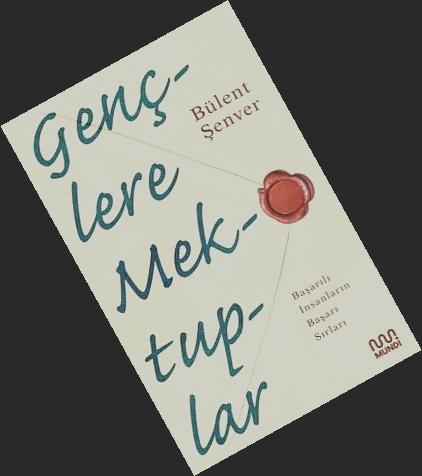 Genç-
lere
Mek-
tup-
lar
Bülent
Şenver
Başarılı
İnsanların
Başarı
Sırları
MUNDİ